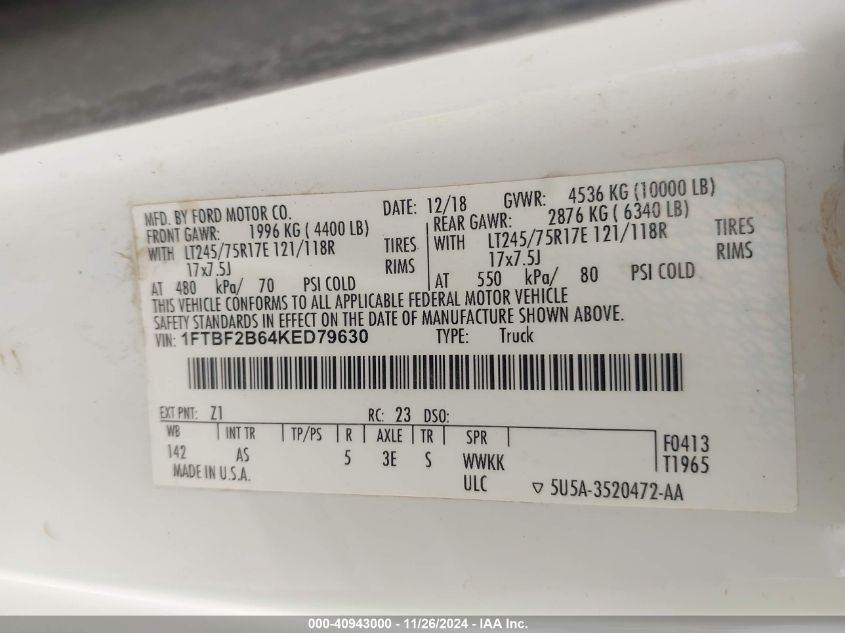 MFD. BY FORD MOTOR CO. DATE: 12/18 GVWR: 4536 KG (10000 LB)
FRONT GAWR: 1996 KG ( 4400 LB) REAR GAWR: 2876 KG ( 6340 LB)
WITH LT245/75R17E 121/118R TIRES WITH LT245/75R17E 121/118R TIRES
17x7.5J RIMS 17x7.5J RIMS
AT 480 kPa/ 70 PSI COLD AT 550 kPa/ 80 PSI COLD
THIS VEHICLE CONFORMS TO ALL APPLICABLE FEDERAL MOTOR VEHICLE
SAFETY STANDARDS IN EFFECT ON THE DATE OF MANUFACTURE SHOWN ABOVE.
VIN: 1FTBF2B64KED79630 TYPE: Truck
EXT PNT: Z1 RC: 23 DSO:
WB INT TR TP/PS R AXLE TR SPR F0413
142 AS 5 3E S WWKK T1965
MADE IN U.S.A. ULC ▽ 5U5A-3520472-AA
000-40943000 - 11/26/2024 - IAA Inc.